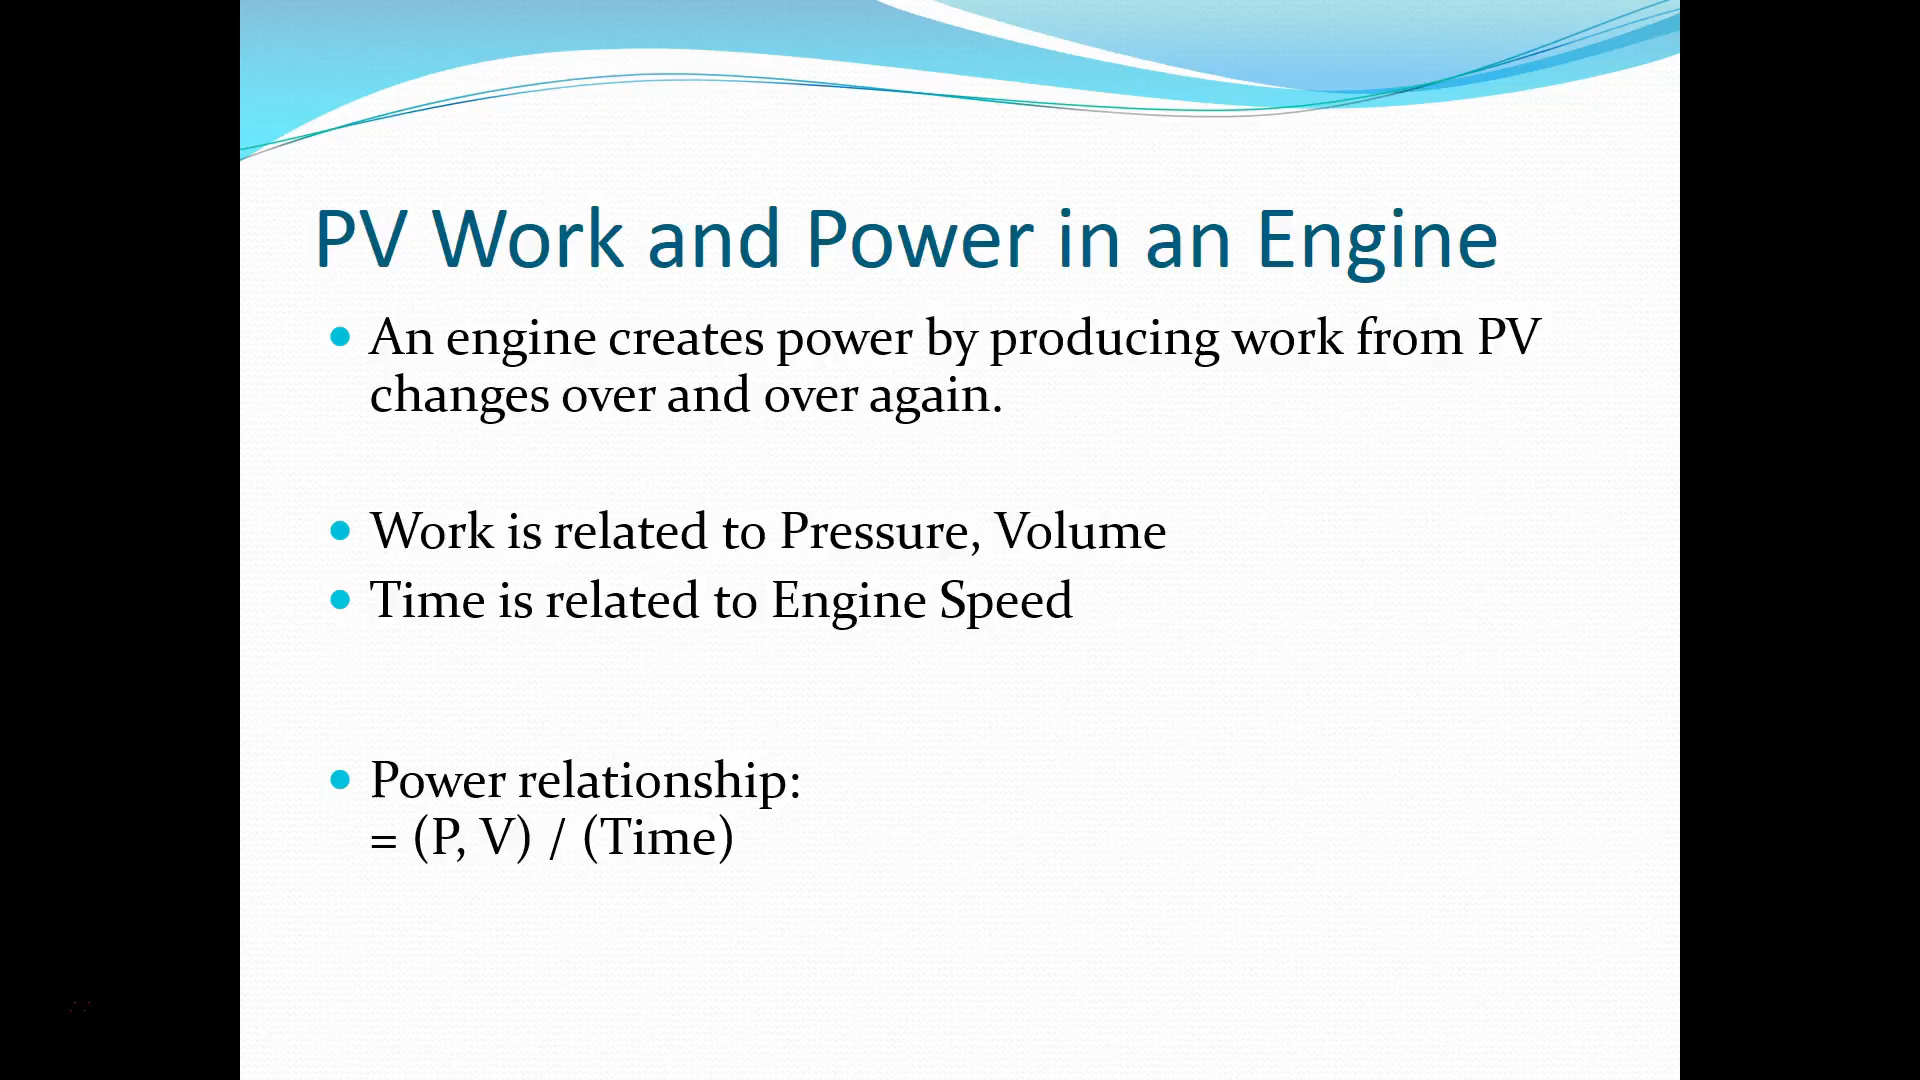 PV Work and Power in an Engine
• An engine creates power by producing work from PV
changes over and over again.
• Work is related to Pressure, Volume
• Time is related to Engine Speed
• Power relationship:
= (P, V) / (Time)